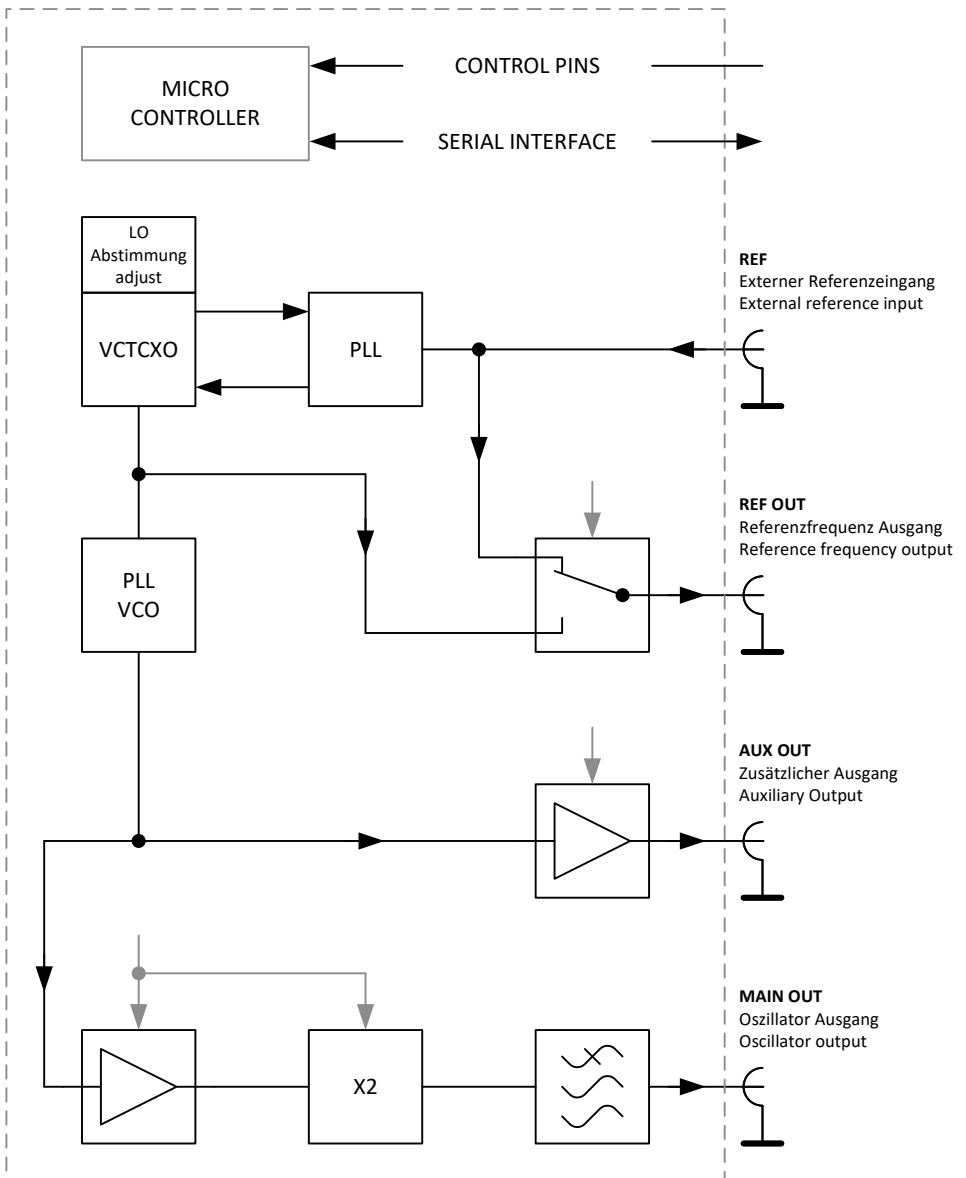 CONTROL PINS
MICRO
CONTROLLER
SERIAL INTERFACE
LO
Abstimmung
adjust
VCTCXO
PLL
REF
Externer Referenzeingang
External reference input
REF OUT
Referenzfrequenz Ausgang
Reference frequency output
PLL
VCO
AUX OUT
Zusätzlicher Ausgang
Auxiliary Output
MAIN OUT
Oszillator Ausgang
Oscillator output
X2